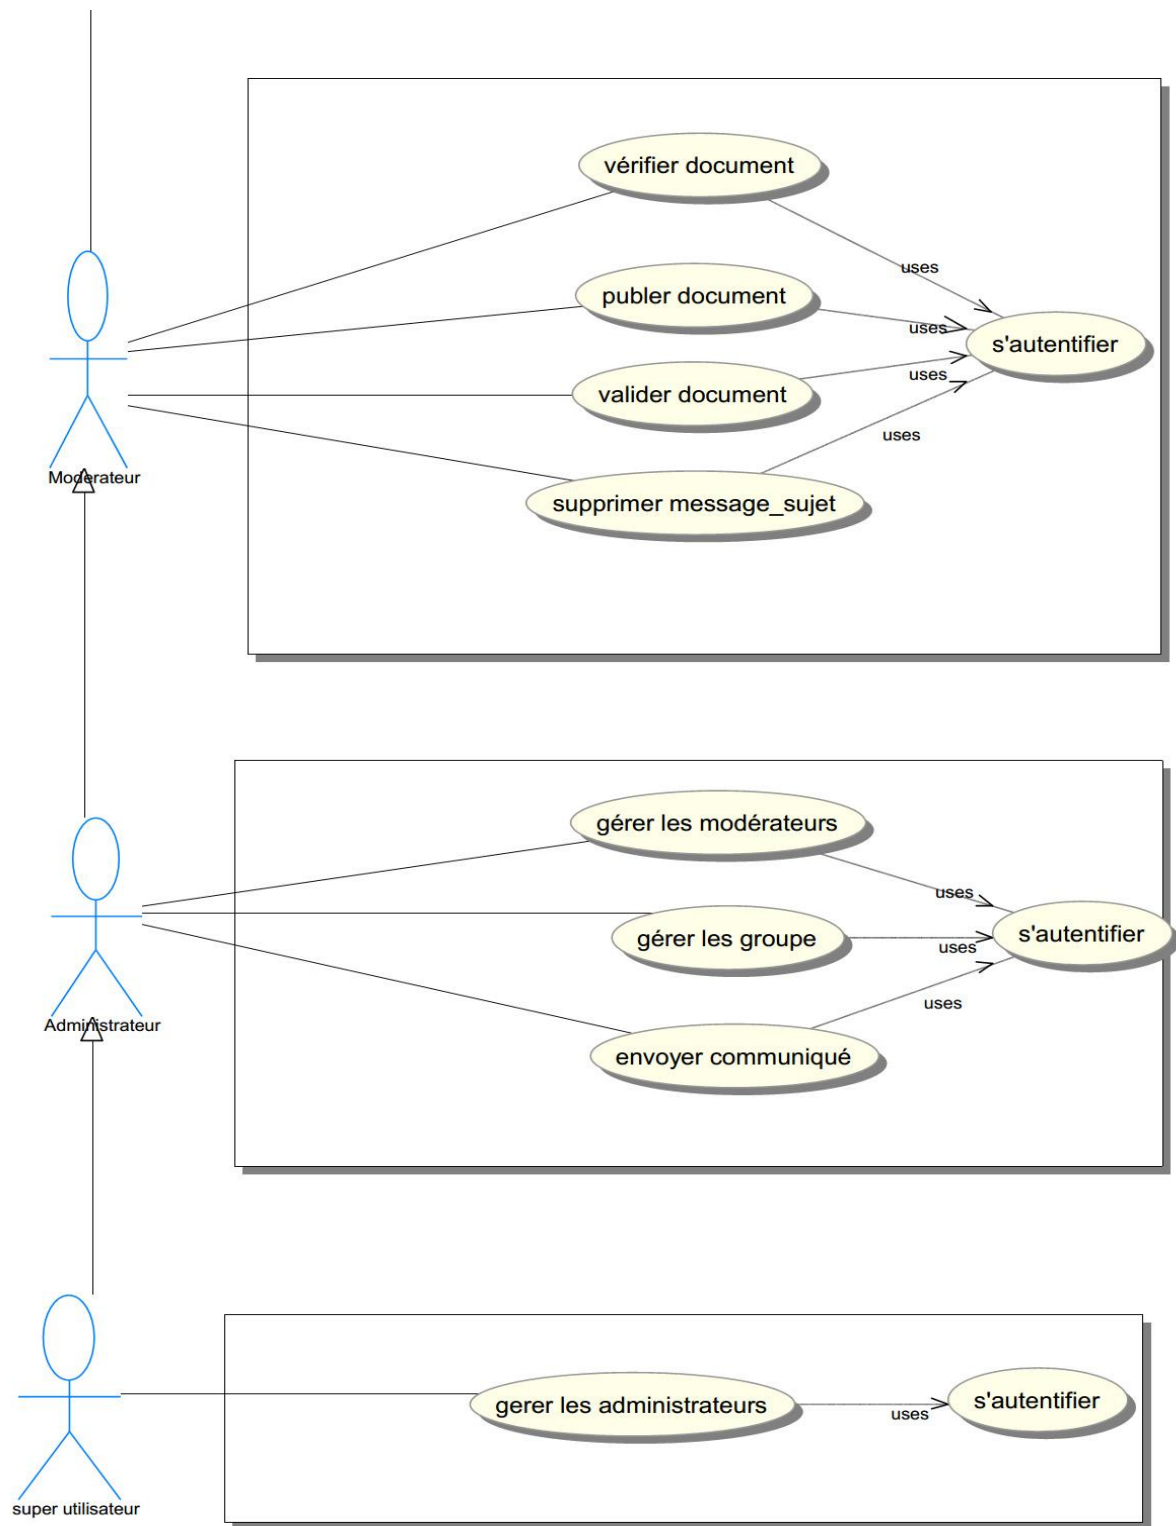 vérifier document
uses
publer document
uses
s'autentifier
valider document
uses
uses
Modérateur
supprimer message_sujet
gérer les modérateurs
uses
gérer les groupe
uses
s'autentifier
uses
Administrateur
envoyer communiqué
gerer les administrateurs
uses
s'autentifier
super utilisateur